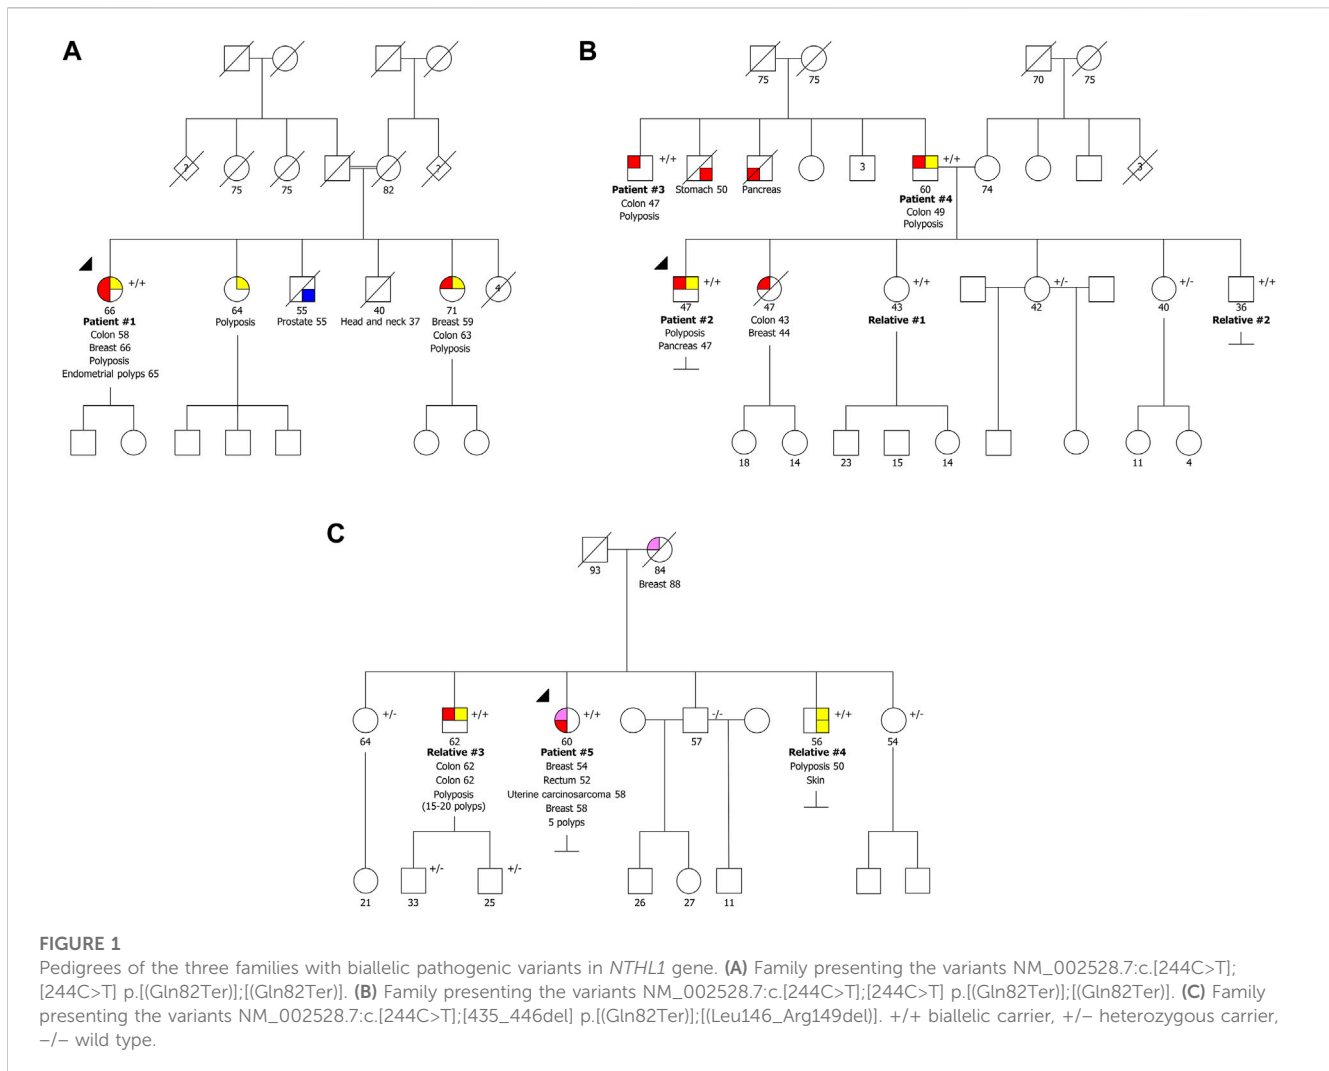 A
B
75
75
70
75
?
75
75
82
?
+/+
3
+/+
3
Patient #3
Colon 47
Polyposis
Stomach 50
Pancreas
60
Patient #4
Colon 49
Polyposis
74
+/+
66
Patient #1
Colon 58
Breast 66
Polyposis
Endometrial polyps 65
64
Polyposis
55
Prostate 55
40
Head and neck 37
71
Breast 59
Colon 63
Polyposis
4
+/+
47
Patient #2
Polyposis
Pancreas 47
47
Colon 43
Breast 44
+/+
43
Relative #1
+/-
42
+/-
40
+/+
36
Relative #2
18
14
23
15
14
11
4
C
93
84
Breast 88
+/-
64
+/+
62
Relative #3
Colon 62
Colon 62
Polyposis
(15-20 polyps)
+/+
60
Patient #5
Breast 54
Rectum 52
Uterine carcinosarcoma 58
Breast 58
5 polyps
-/-
57
+/+
56
Relative #4
Polyposis 50
Skin
+/-
54
21
+/-
33
+/-
25
26
27
11
FIGURE 1
Pedigrees of the three families with biallelic pathogenic variants in NTHL1 gene. (A) Family presenting the variants NM_002528.7:c.[244C>T];
[244C>T] p.[(Gln82Ter)];[(Gln82Ter)]. (B) Family presenting the variants NM_002528.7:c.[244C>T];[244C>T] p.[(Gln82Ter)];[(Gln82Ter)]. (C) Family
presenting the variants NM_002528.7:c.[244C>T];[435_446del] p.[(Gln82Ter)];[(Leu146_Arg149del)]. +/+ biallelic carrier, +/− heterozygous carrier,
−/− wild type.